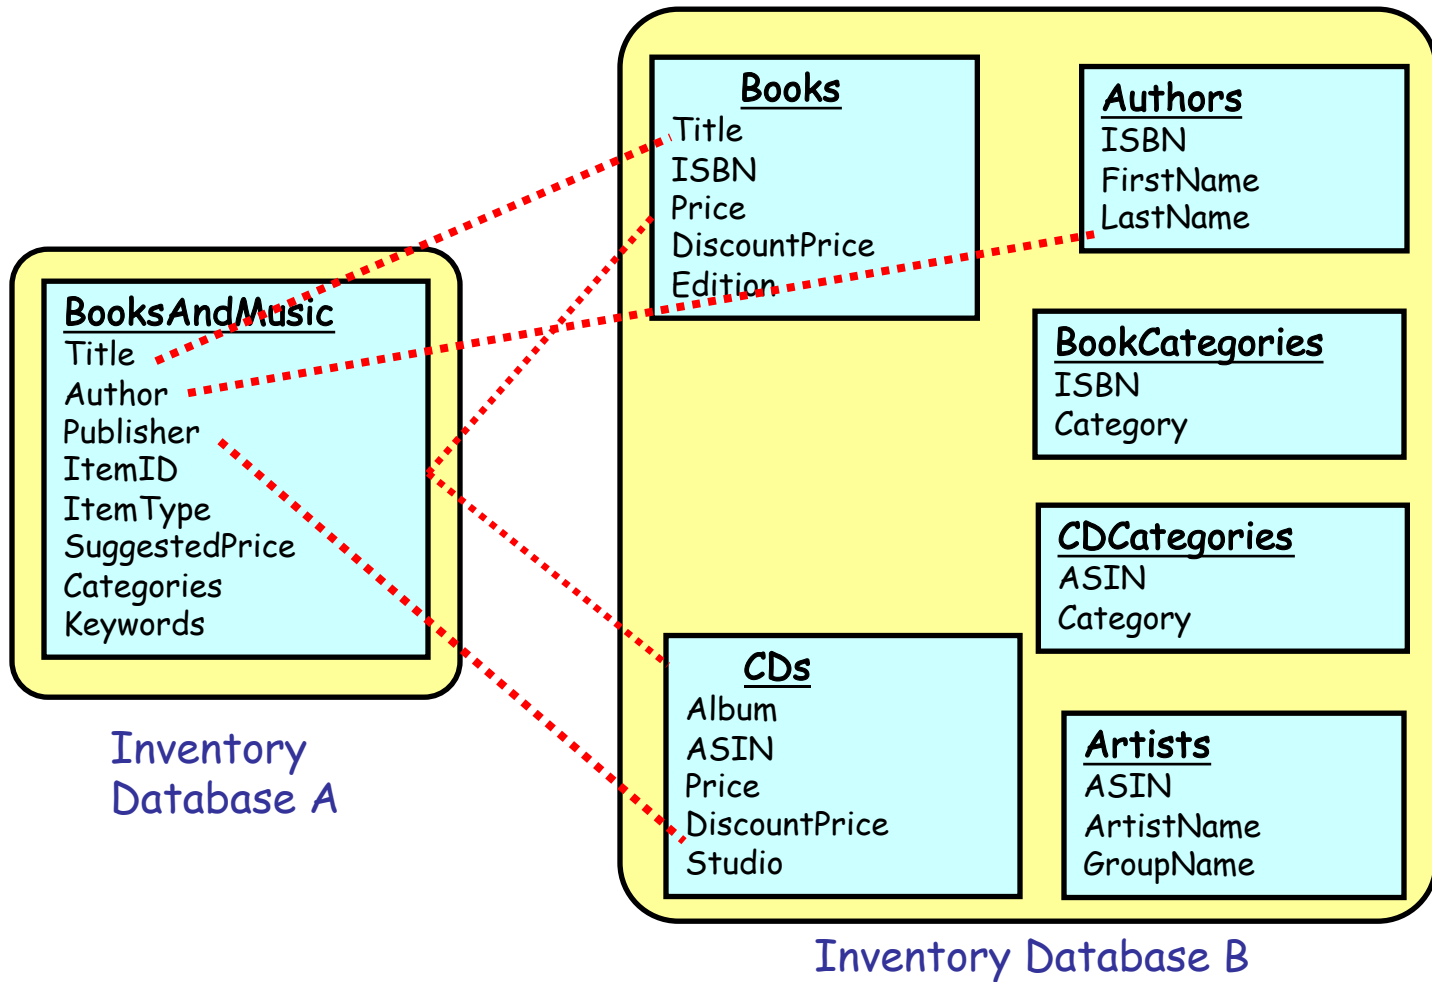 BooksAndMusic
Title
Author
Publisher
ItemID
ItemType
SuggestedPrice
Categories
Keywords
Inventory
Database A
Books
Title
ISBN
Price
DiscountPrice
Edition
Authors
ISBN
FirstName
LastName
BookCategories
ISBN
Category
CDCategories
ASIN
Category
CDs
Album
ASIN
Price
DiscountPrice
Studio
Artists
ASIN
ArtistName
GroupName
Inventory Database B